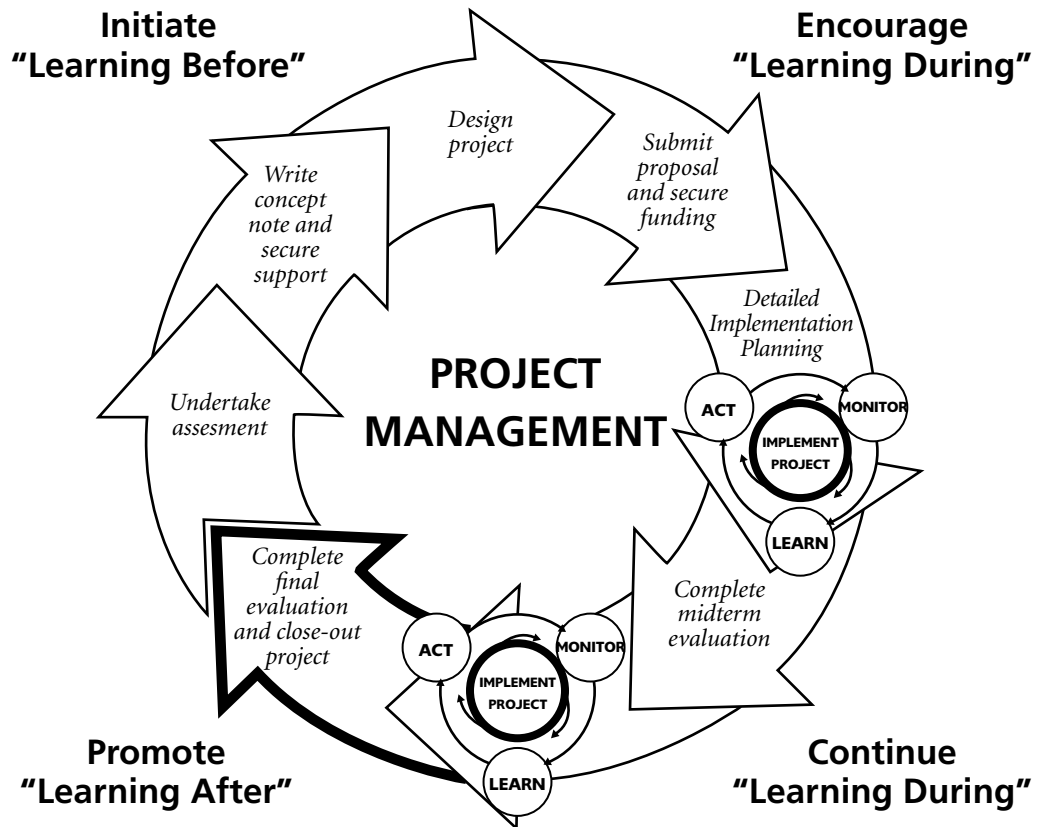 Initiate
“Learning Before”
Encourage
“Learning During”
Design
project
Submit
proposal
and secure
funding
Write
concept
note and
secure
support
Detailed
Implementation
Planning
PROJECT
MANAGEMENT
Undertake
assesment
ACT
MONITOR
IMPLEMENT
PROJECT
LEARN
Complete
midterm
evaluation
Complete
final
evaluation
and close-out
project
ACT
MONITOR
IMPLEMENT
PROJECT
LEARN
Promote
“Learning After”
Continue
“Learning During”